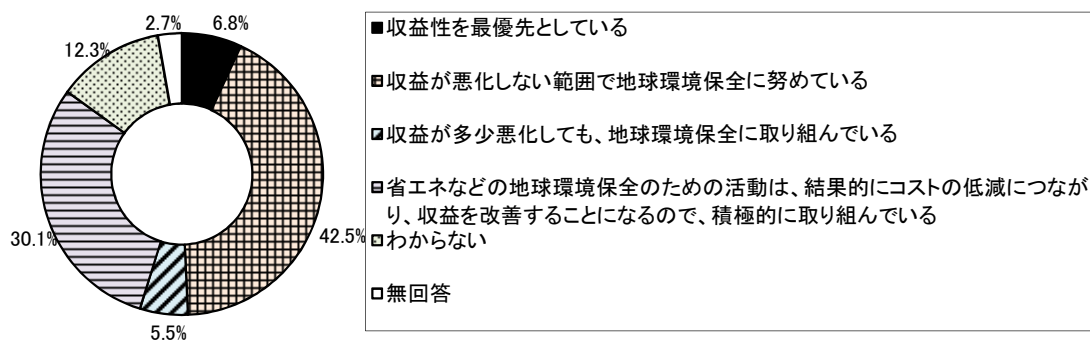 2.7%
6.8%
12.3%
30.1%
42.5%
5.5%
収益性を最優先としている
収益が悪化しない範囲で地球環境保全に努めている
収益が多少悪化しても、地球環境保全に取り組んでいる
省エネなどの地球環境保全のための活動は、結果的にコストの低減につなが
り、収益を改善することになるので、積極的に取り組んでいる
わからない
無回答